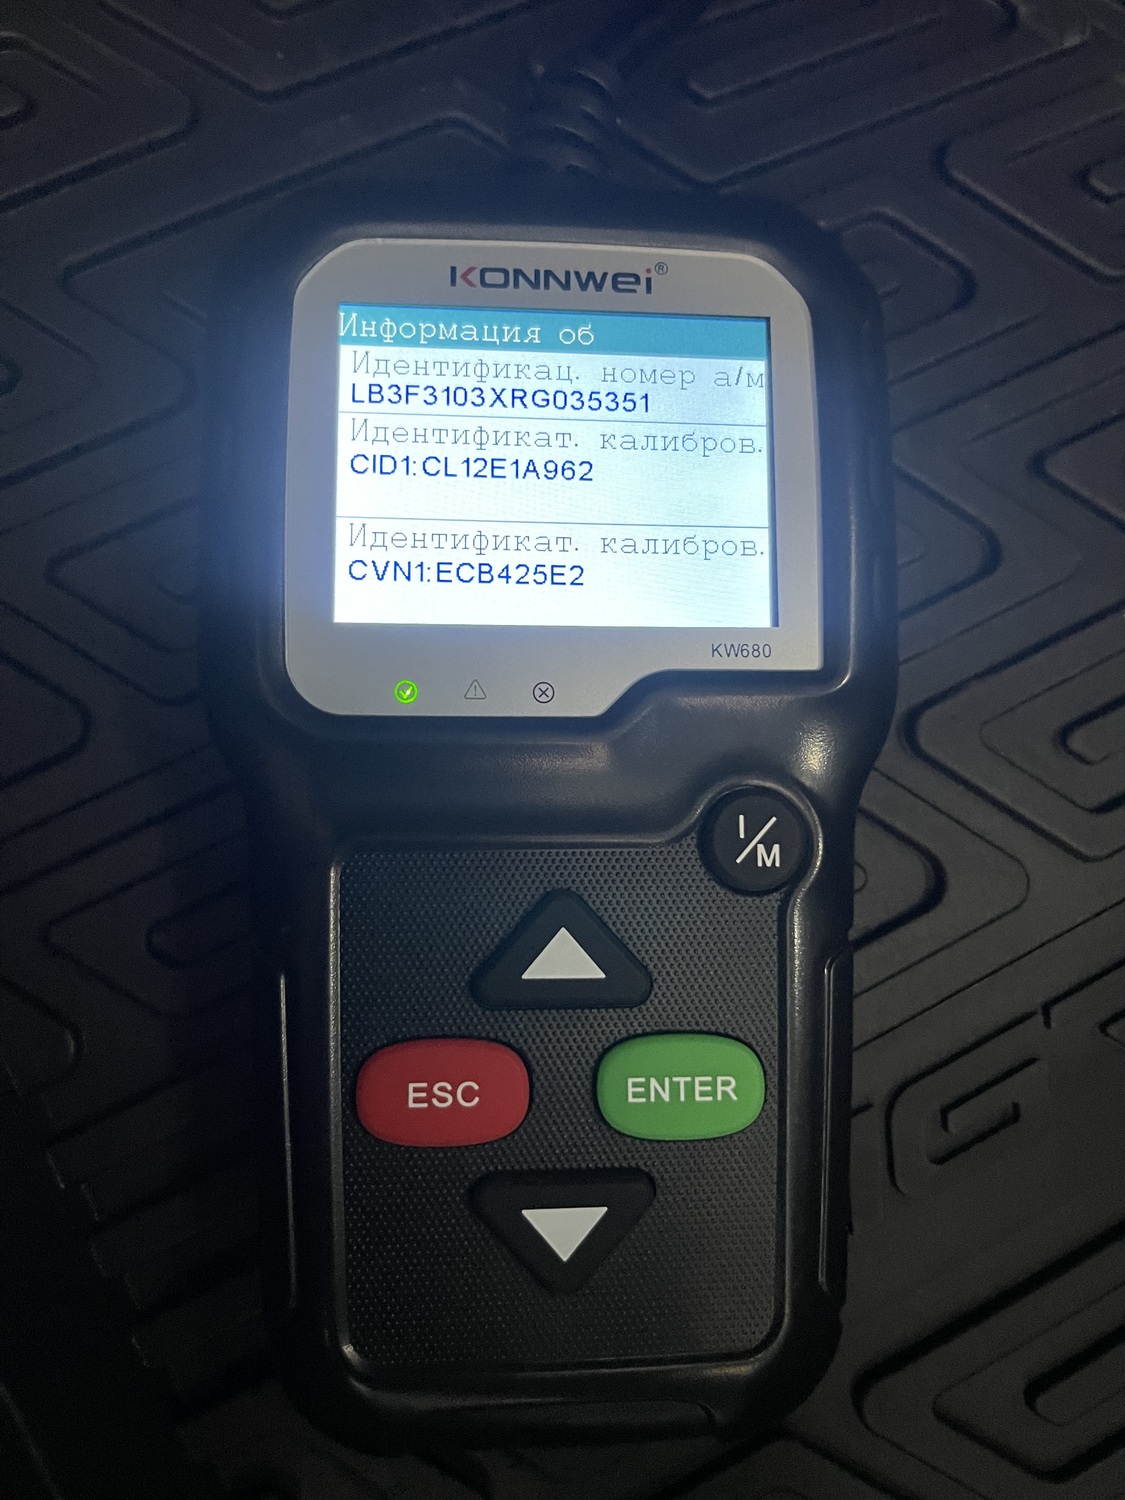 KONNWEI®
Информация об
Идентификац. номер а/м
LB3F3103XRG035351
Идентификат. калибров.
CID1:CL12E1A962
Идентификат. калибров.
CVN1:ECB425E2
KW680
I/M
ESC
ENTER